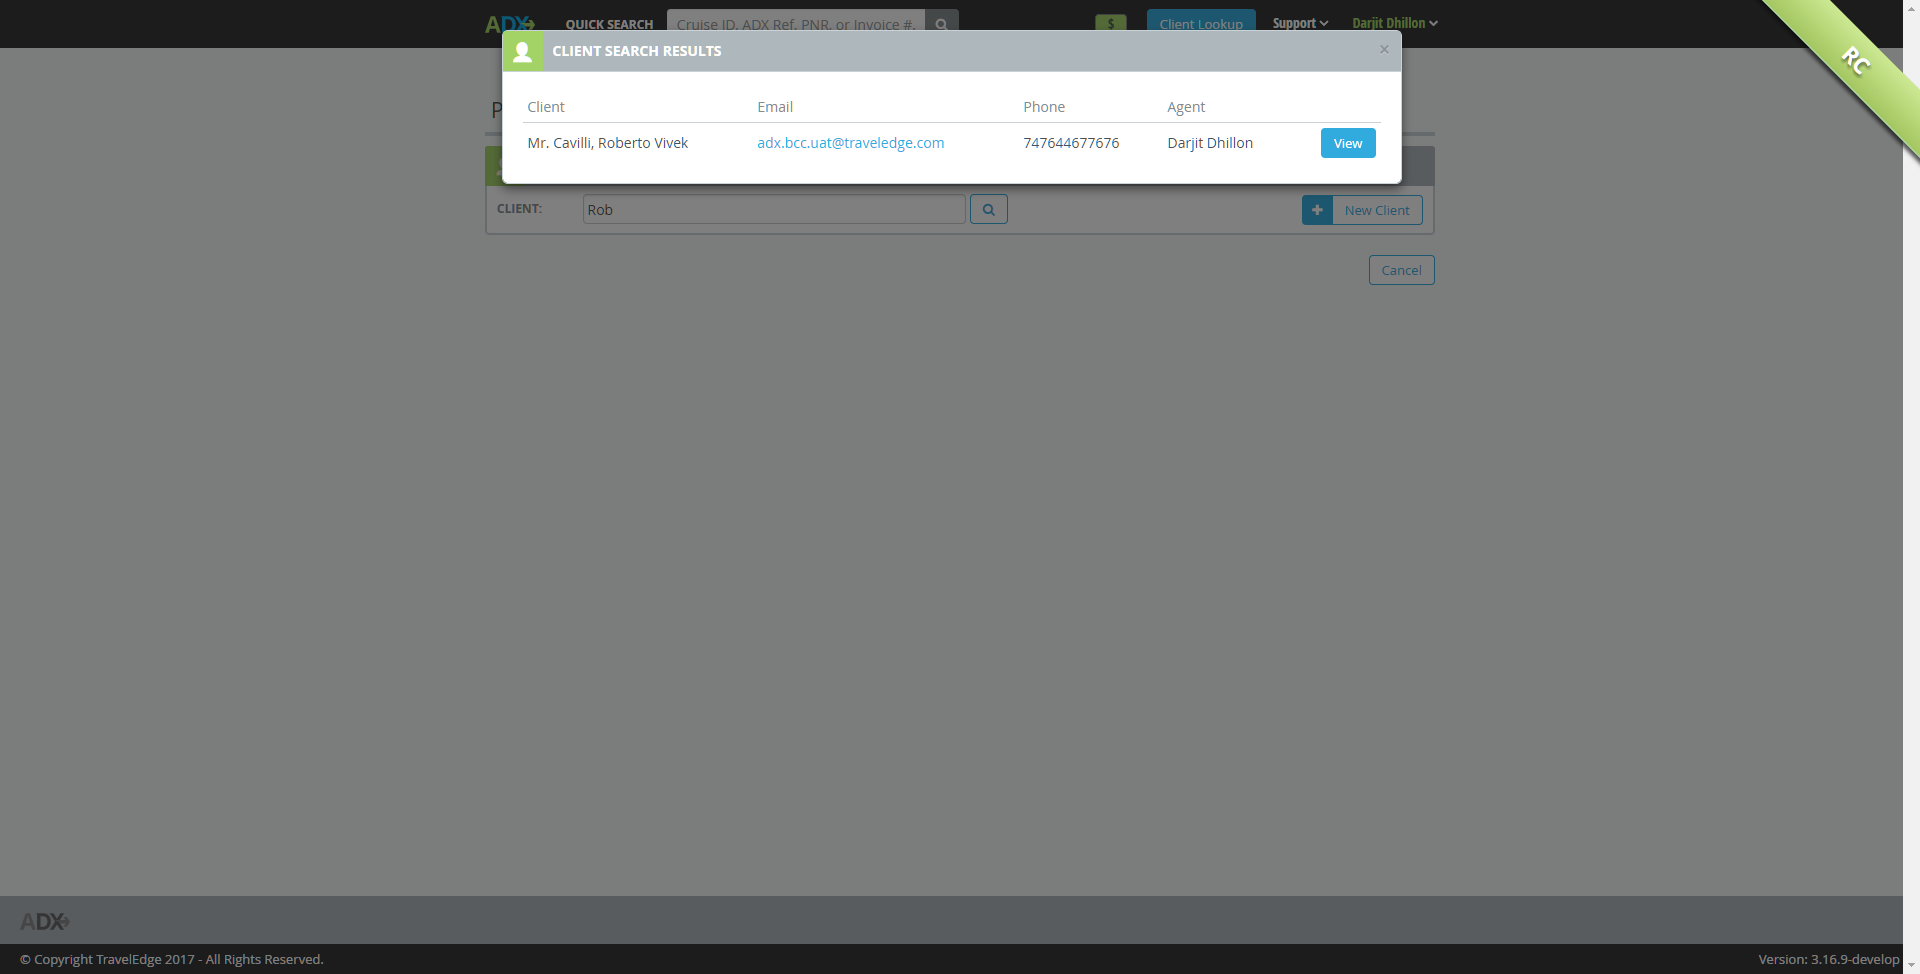 ADX QUICK SEARCH Cruise ID, ADX Ref, PNR, or Invoice #. $ Client Lookup Support Darjit Dhillon
RC
CLIENT SEARCH RESULTS ×
Client Email Phone Agent
Mr. Cavilli, Roberto Vivek adx.bcc.uat@traveledge.com 747644677676 Darjit Dhillon View
CLIENT: Rob New Client
Cancel
ADX
© Copyright TravelEdge 2017 - All Rights Reserved. Version: 3.16.9-develop